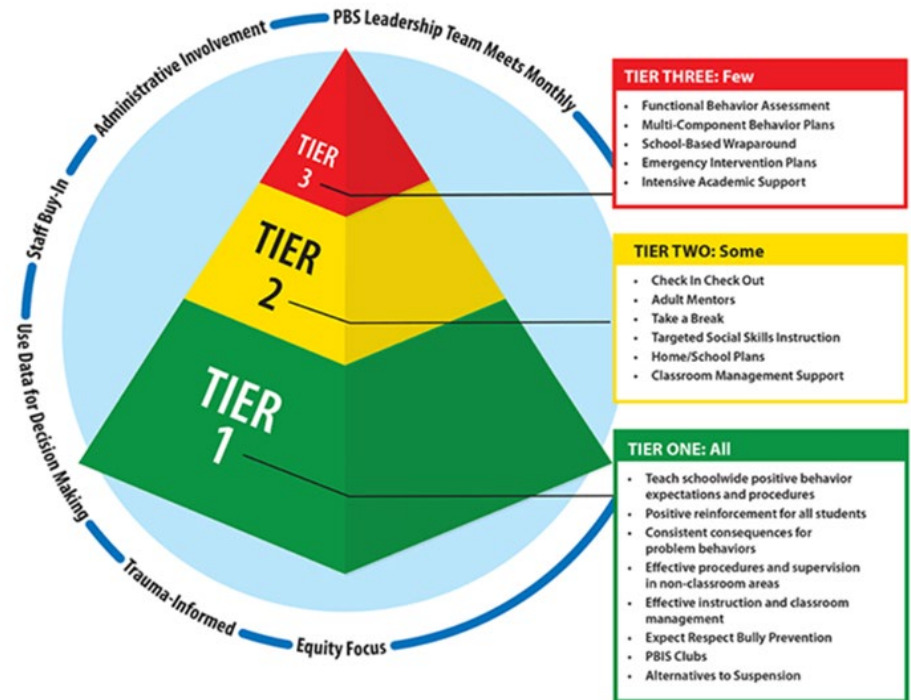 PBS Leadership Team Meets Monthly
Administrative Involvement
Staff Buy-In
Use Data for Decision Making
Trauma-Informed
Equity Focus
TIER
3
TIER
2
TIER
1
TIER THREE: Few
• Functional Behavior Assessment
• Multi-Component Behavior Plans
• School-Based Wraparound
• Emergency Intervention Plans
• Intensive Academic Support
TIER TWO: Some
• Check In Check Out
• Adult Mentors
• Take a Break
• Targeted Social Skills Instruction
• Home/School Plans
• Classroom Management Support
TIER ONE: All
• Teach schoolwide positive behavior
expectations and procedures
• Positive reinforcement for all students
• Consistent consequences for
problem behaviors
• Effective procedures and supervision
in non-classroom areas
• Effective instruction and classroom
management
• Expect Respect Bully Prevention
• PBIS Clubs
• Alternatives to Suspension